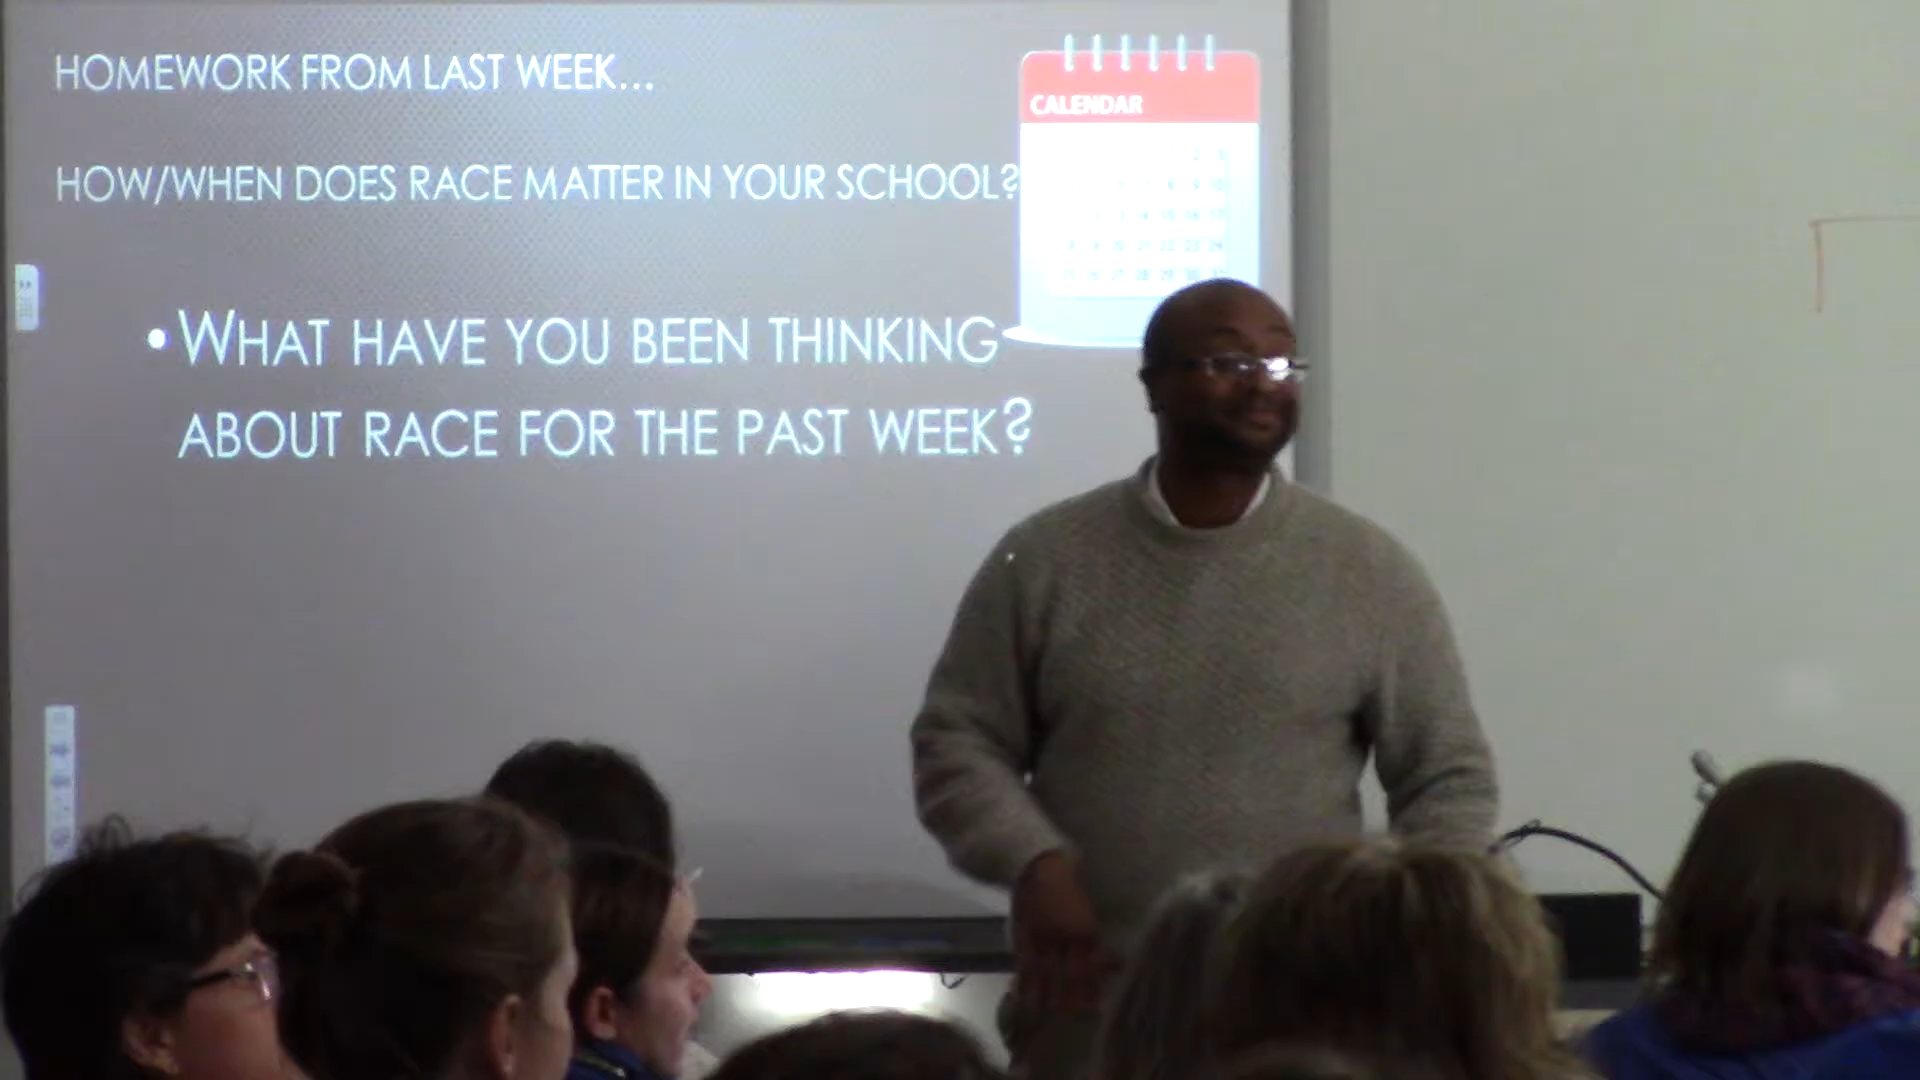 HOMEWORK FROM LAST WEEK...
CALENDAR
HOW/WHEN DOES RACE MATTER IN YOUR SCHOOL?
• WHAT HAVE YOU BEEN THINKING
ABOUT RACE FOR THE PAST WEEK?